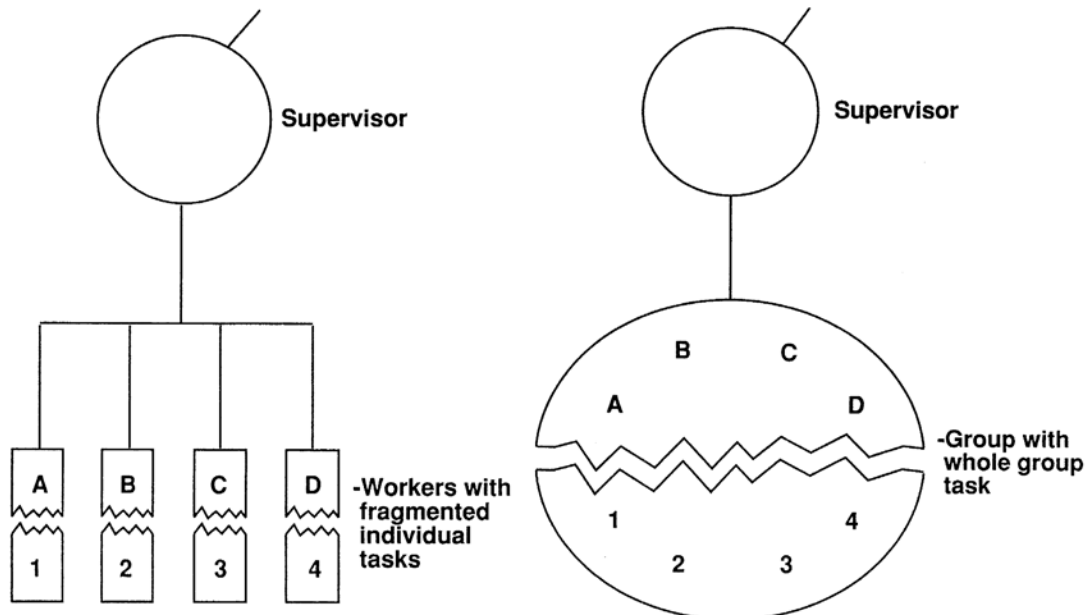 Supervisor
Supervisor
A B C D
1 2 3 4
-Workers with
fragmented
individual
tasks
B C
A D
1 4
2 3
-Group with
whole group
task